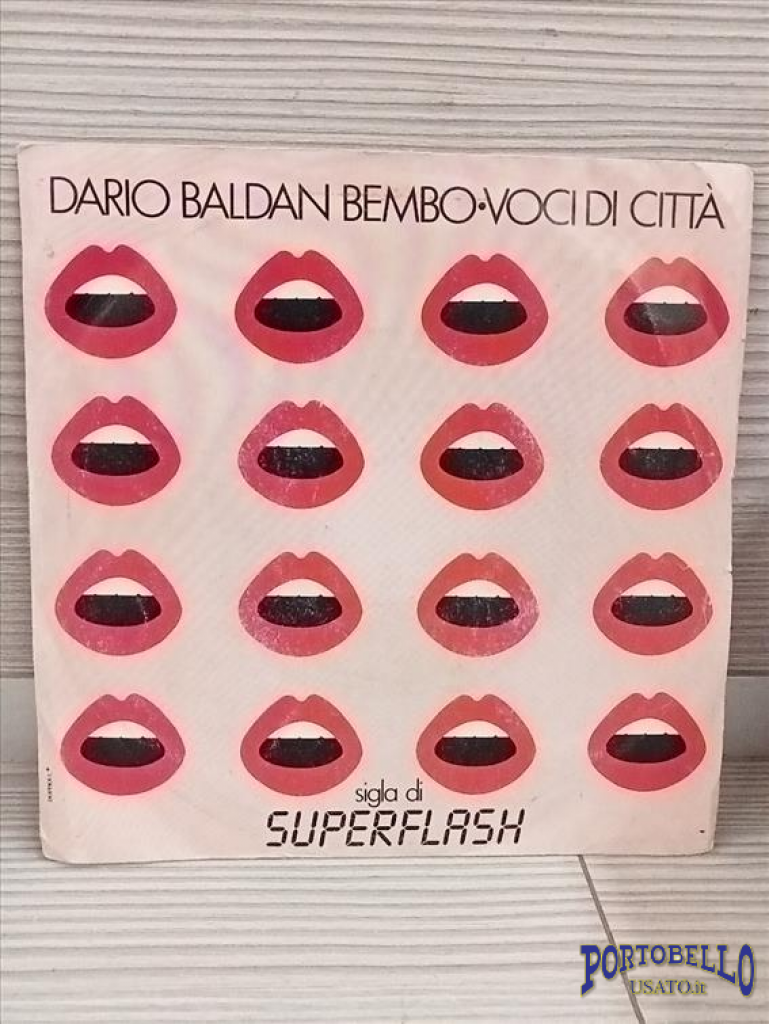 DARIO BALDAN BEMBO•VOCI DI CITTÀ
sigla di
SUPERFLASH
PORTOBELLO
USATO.it